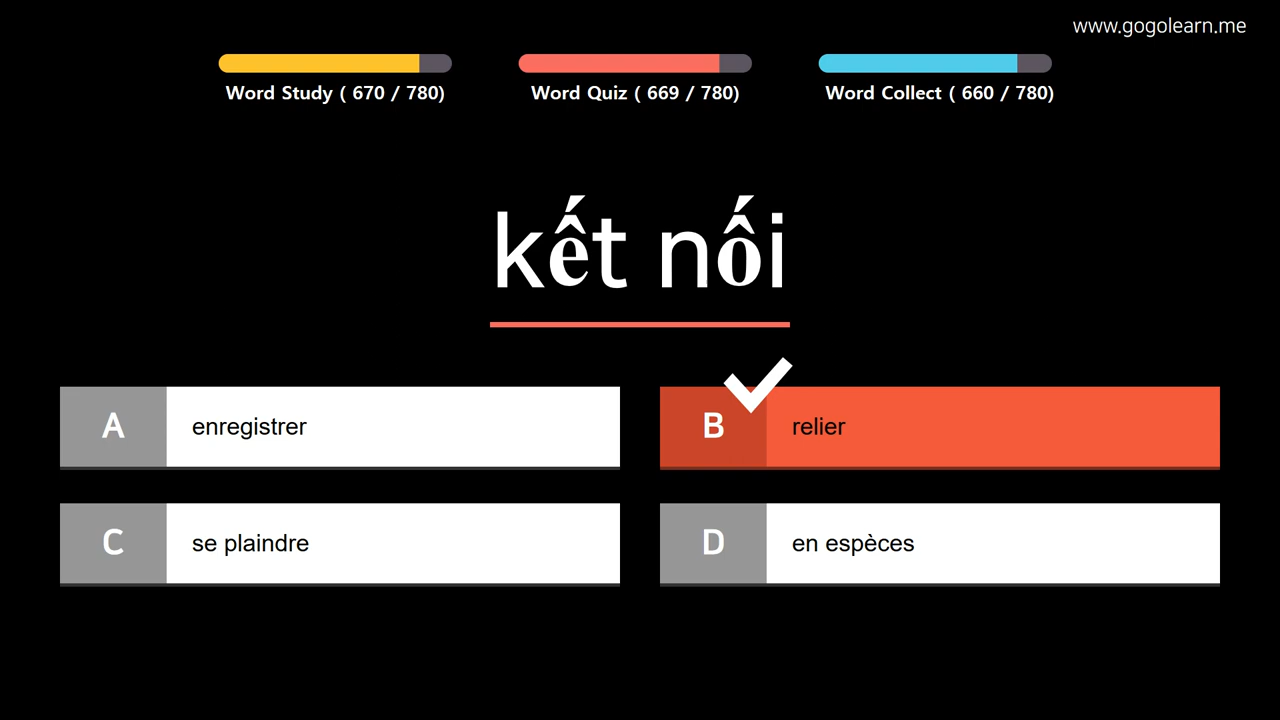 www.gogolearn.me
Word Study ( 670 / 780)
Word Quiz ( 669 / 780)
Word Collect ( 660 / 780)
kết nối
A enregistrer
B relier
C se plaindre
D en espèces